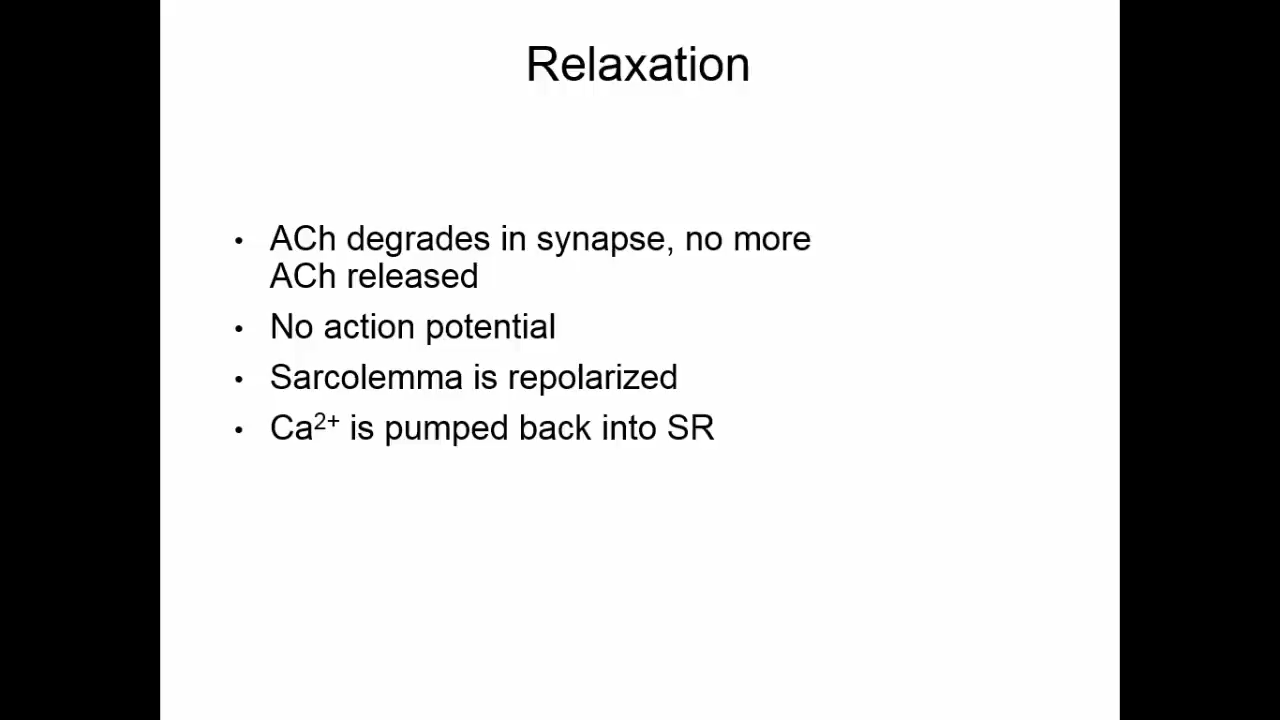 Relaxation
• ACh degrades in synapse, no more
ACh released
• No action potential
• Sarcolemma is repolarized
• Ca²⁺ is pumped back into SR